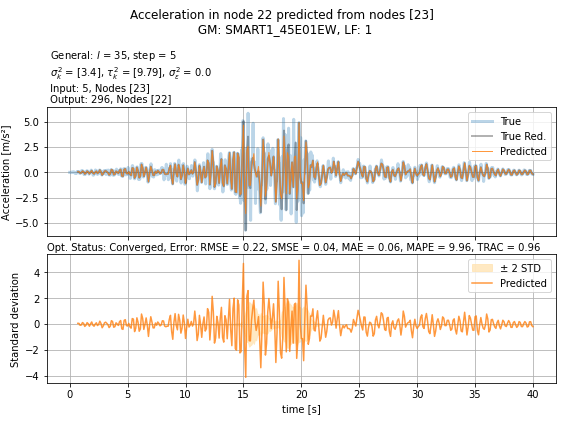 Acceleration in node 22 predicted from nodes [23]
GM: SMART1_45E01EW, LF: 1
General: l = 35, step = 5
σ²ₖ = [3.4], τ²ₖ = [9.79], σ²ε = 0.0
Input: 5, Nodes [23]
Output: 296, Nodes [22]
Acceleration [m/s²]
5.0
2.5
0.0
−2.5
−5.0
True
True Red.
Predicted
Opt. Status: Converged, Error: RMSE = 0.22, SMSE = 0.04, MAE = 0.06, MAPE = 9.96, TRAC = 0.96
Standard deviation
4
2
0
−2
−4
± 2 STD
Predicted
0 5 10 15 20 25 30 35 40
time [s]